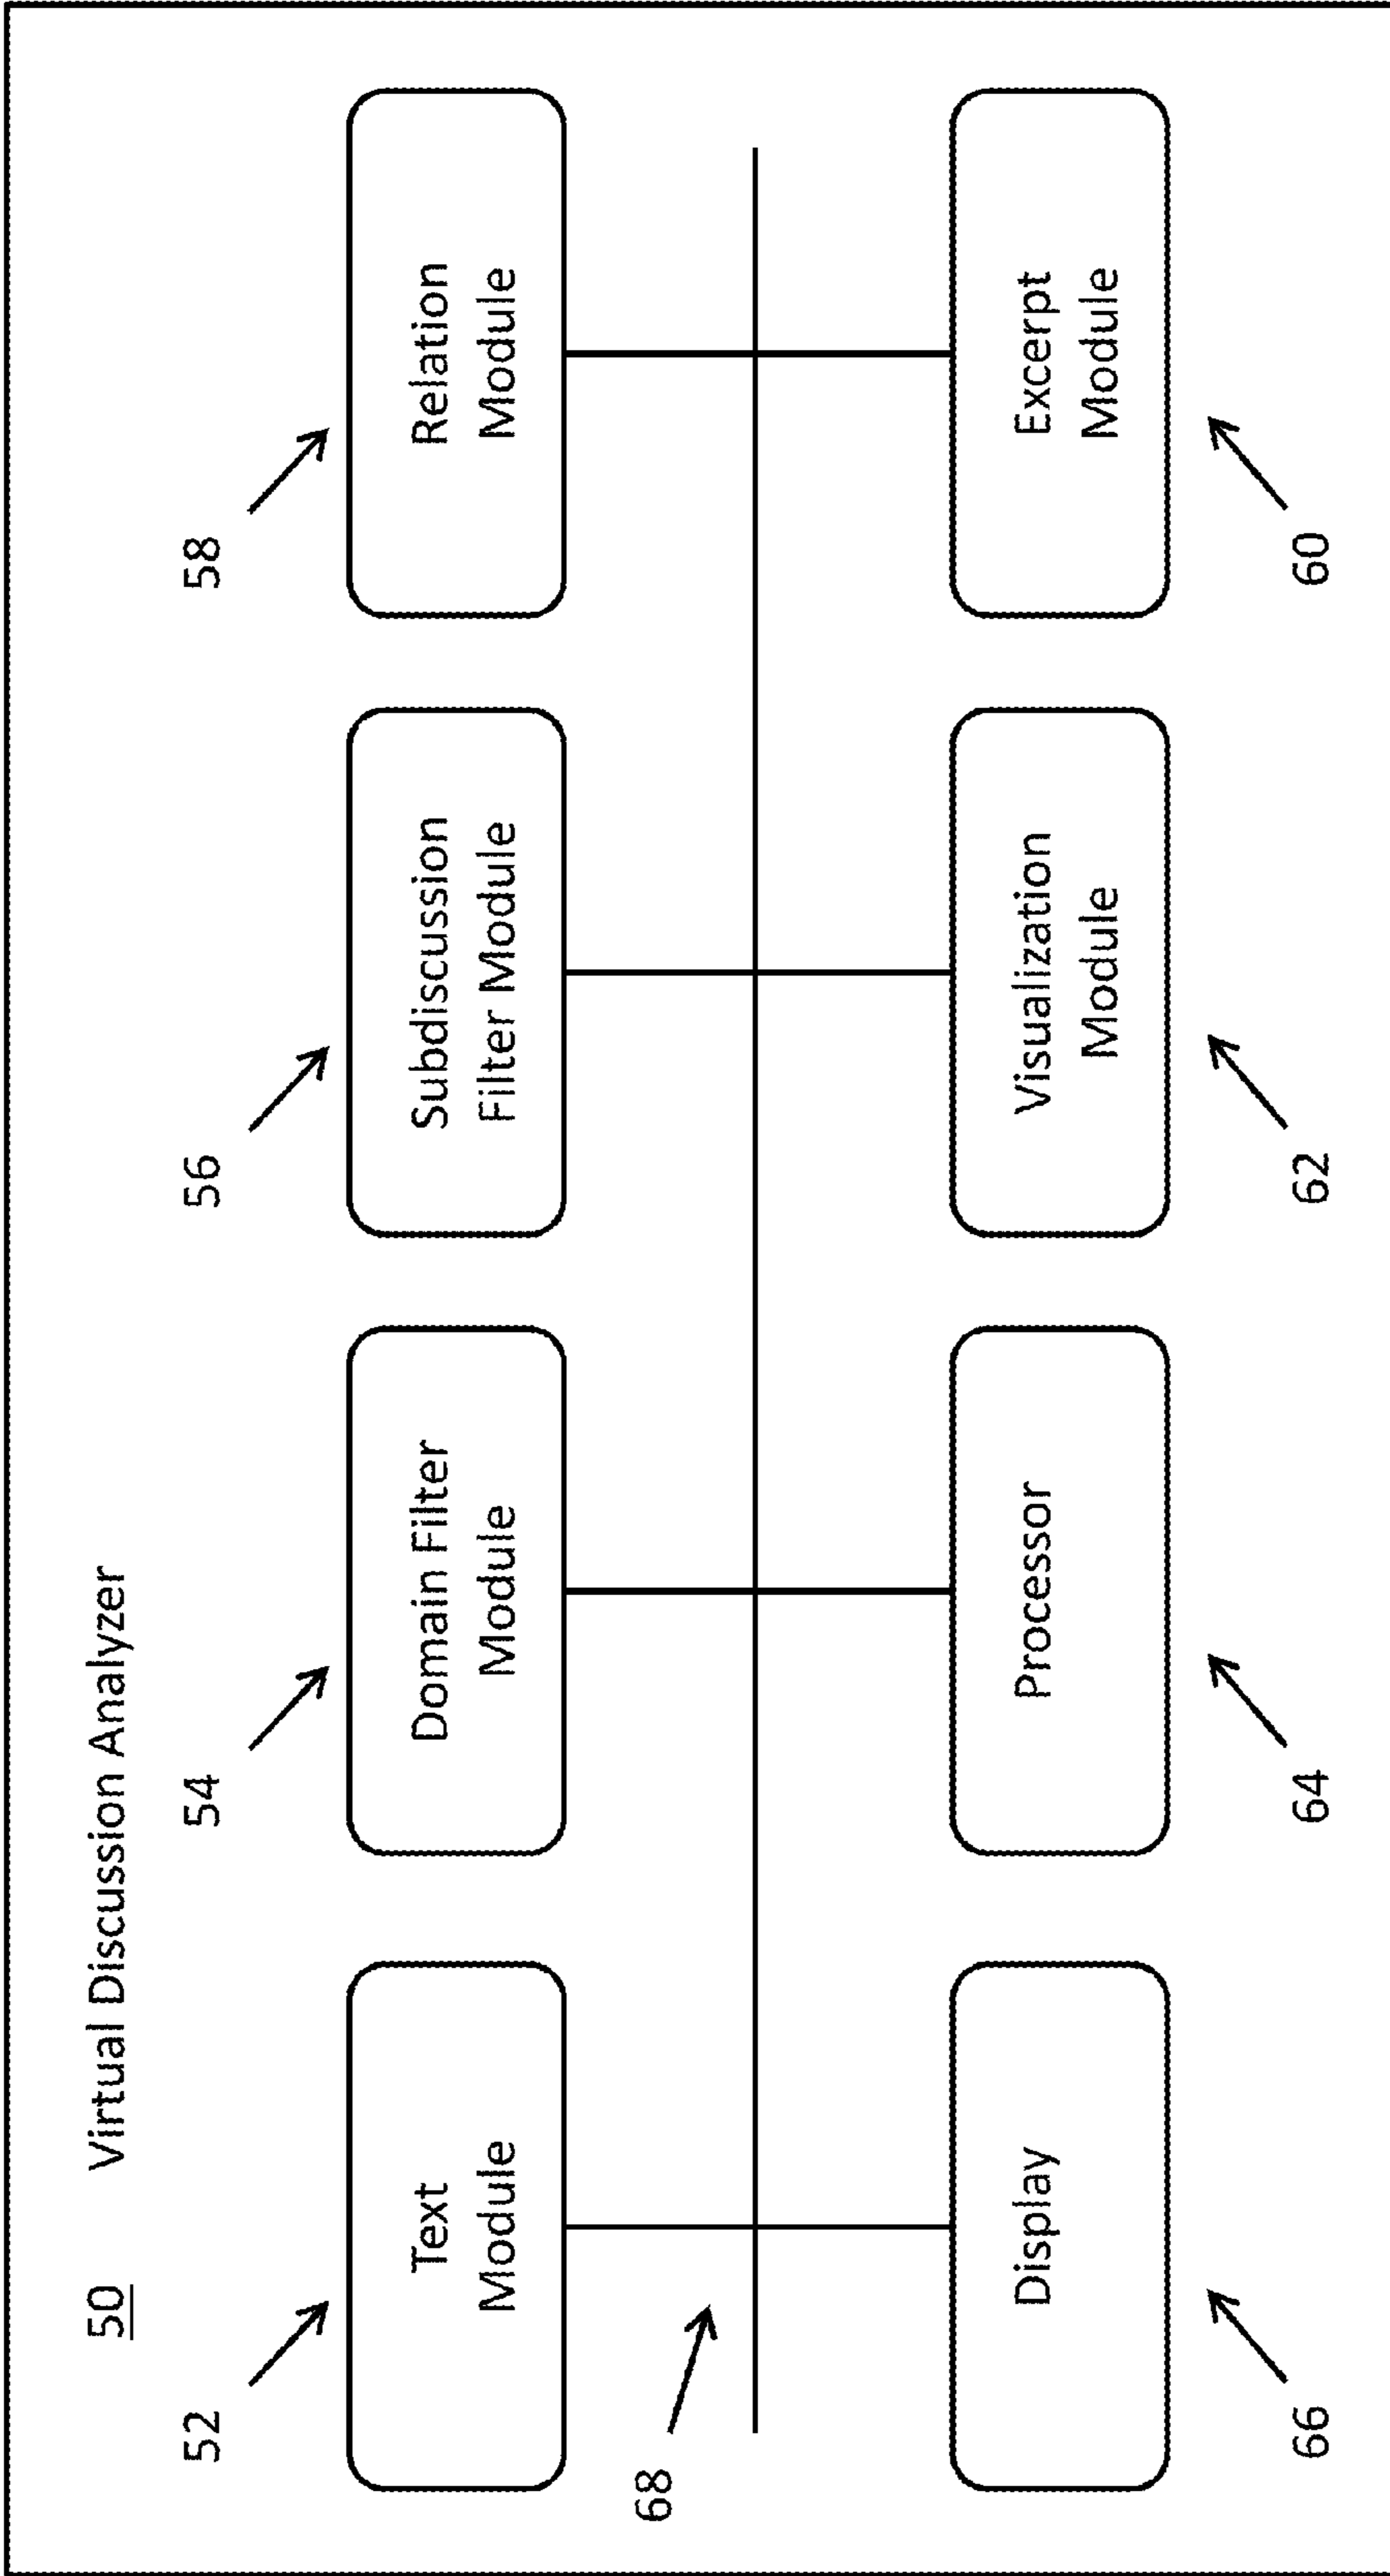 50 Virtual Discussion Analyzer
52
54
56
58
Text
Module
Domain Filter
Module
Subdiscussion
Filter Module
Relation
Module
68
Display
Processor
Visualization
Module
Excerpt
Module
66
64
62
60